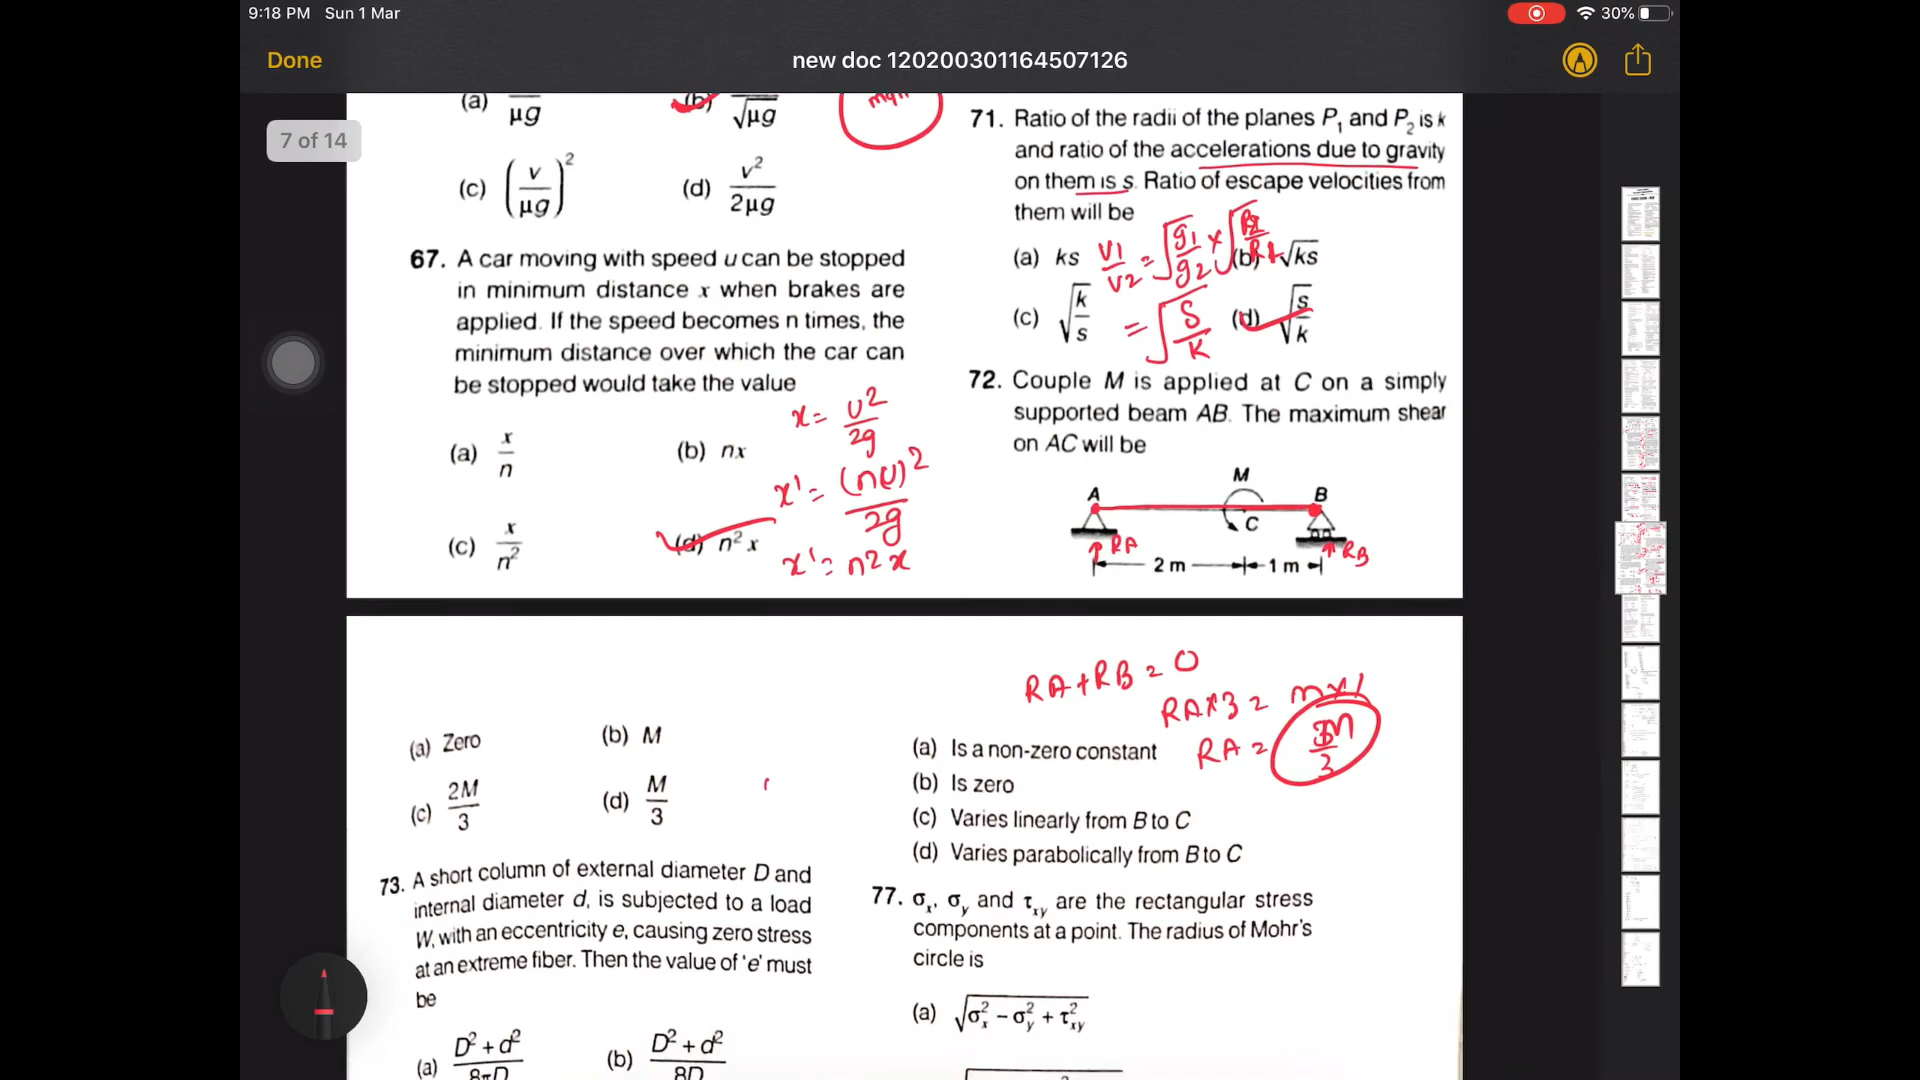 9:18 PM Sun 1 Mar
30%
Done
new doc 120200301164507126
7 of 14
(a) μg
(b) √μg
(c) (v/μg)²
(d) v²/2μg
67. A car moving with speed u can be stopped
in minimum distance x when brakes are
applied. If the speed becomes n times, the
minimum distance over which the car can
be stopped would take the value
(a) x/n
(b) nx
(c) x/n²
(d) n²x
x = u²/2g
x' = (nu)²/2g
x' = n²x
71. Ratio of the radii of the planes P₁ and P₂ is k
and ratio of the accelerations due to gravity
on them is s. Ratio of escape velocities from
them will be
(a) ks
(b) √ks
(c) √k/s
(d) √s/k
V1/V2 = √g1/g2 ×
= √S/K
72. Couple M is applied at C on a simply
supported beam AB. The maximum shear
on AC will be
M
A
B
C
RA
RB
2 m
1 m
RA+RB = 0
RA×3 = M×1
RA = M/3
(a) Zero
(b) M
(c) 2M/3
(d) M/3
73. A short column of external diameter D and
internal diameter d, is subjected to a load
W, with an eccentricity e, causing zero stress
at an extreme fiber. Then the value of 'e' must
be
(a) D² + d²/8πD
(b) D² + d²/8D
(a) Is a non-zero constant
(b) Is zero
(c) Varies linearly from B to C
(d) Varies parabolically from B to C
77. σx, σy and τxy are the rectangular stress
components at a point. The radius of Mohr's
circle is
(a) √σx² − σy² + τxy²